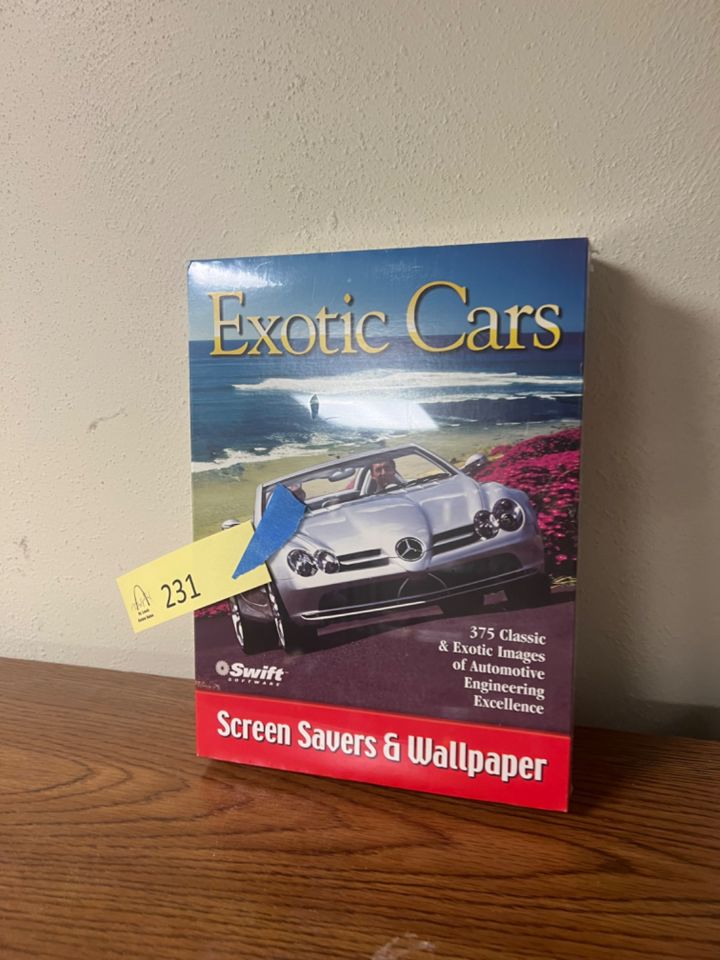 Exotic Cars
231
375 Classic
& Exotic Images
of Automotive
Engineering
Excellence
Swift
SOFTWARE
Screen Savers & Wallpaper